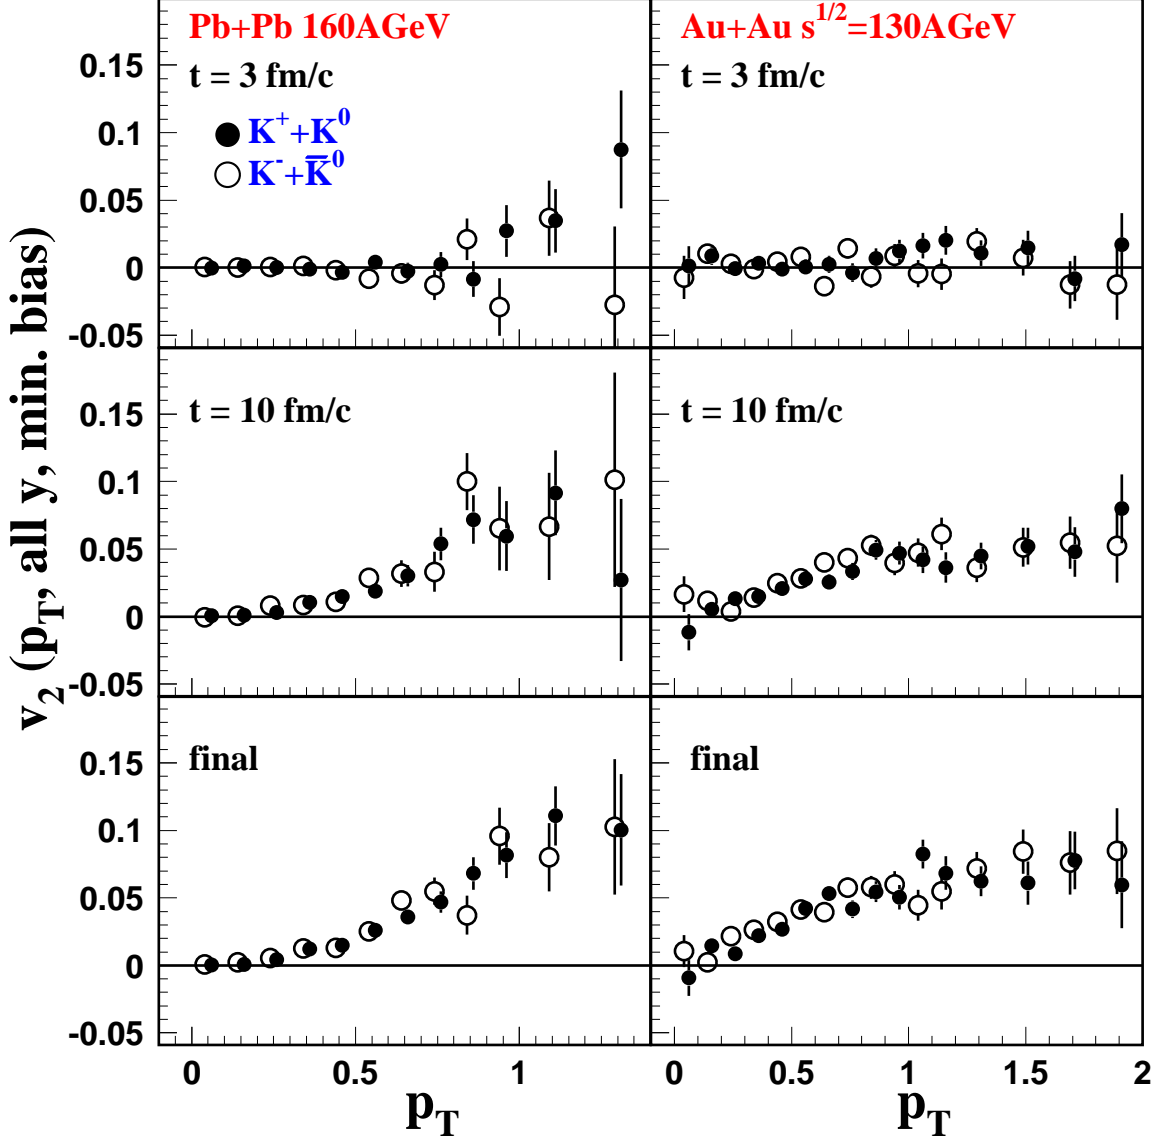 Pb+Pb 160AGeV
t = 3 fm/c
K⁺+K⁰
K⁻+K̅⁰
Au+Au s^1/2=130AGeV
t = 3 fm/c
0.15
0.1
0.05
0
-0.05
t = 10 fm/c
t = 10 fm/c
0.15
0.1
0.05
0
-0.05
final
final
0.15
0.1
0.05
0
-0.05
v₂ (p_T, all y, min. bias)
0 0.5 1
0 0.5 1 1.5 2
p_T
p_T